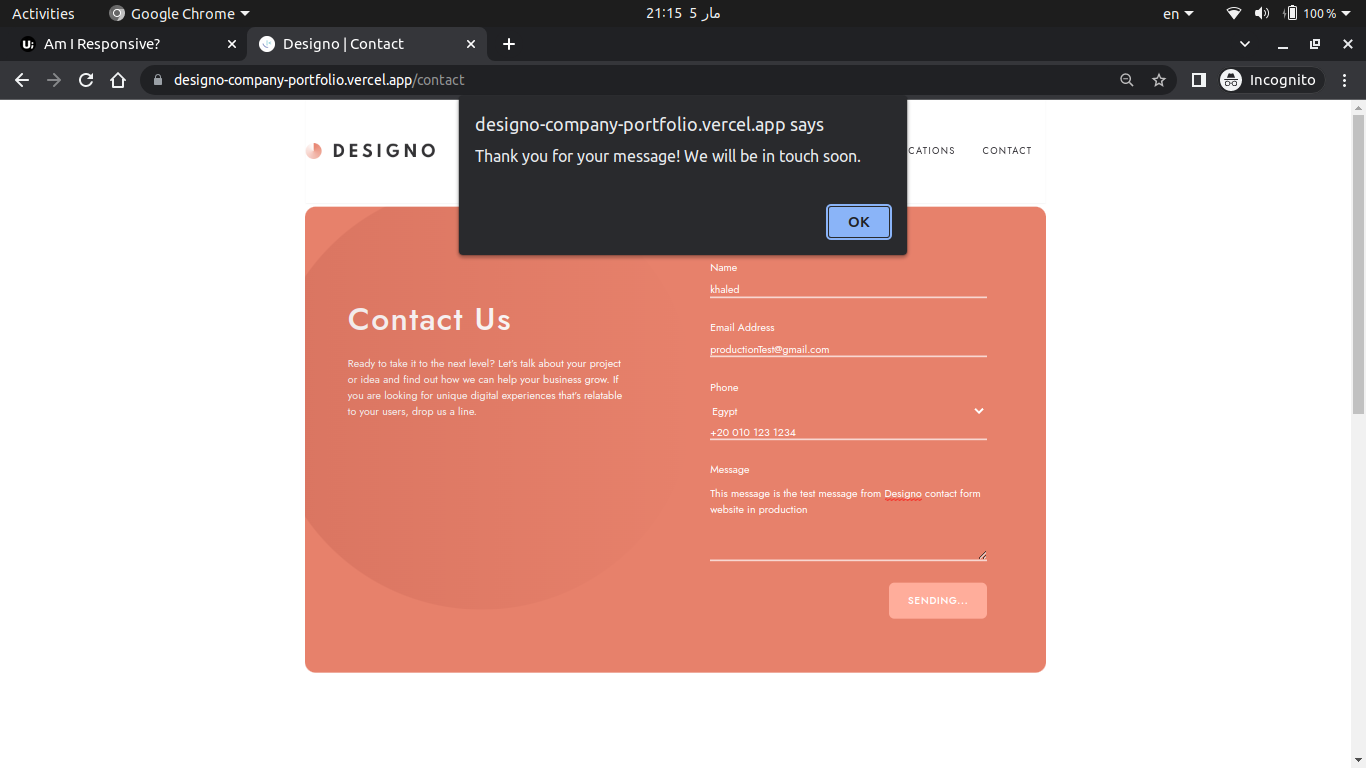 Activities
Google Chrome
21:15 5 مار
en
100 %
Am I Responsive?
Designo | Contact
designo-company-portfolio.vercel.app/contact
Incognito
designo-company-portfolio.vercel.app says
Thank you for your message! We will be in touch soon.
OK
DESIGNO
CATIONS
CONTACT
Contact Us
Ready to take it to the next level? Let's talk about your project
or idea and find out how we can help your business grow. If
you are looking for unique digital experiences that's relatable
to your users, drop us a line.
Name
khaled
Email Address
productionTest@gmail.com
Phone
Egypt
+20 010 123 1234
Message
This message is the test message from Designo contact form
website in production
SENDING...